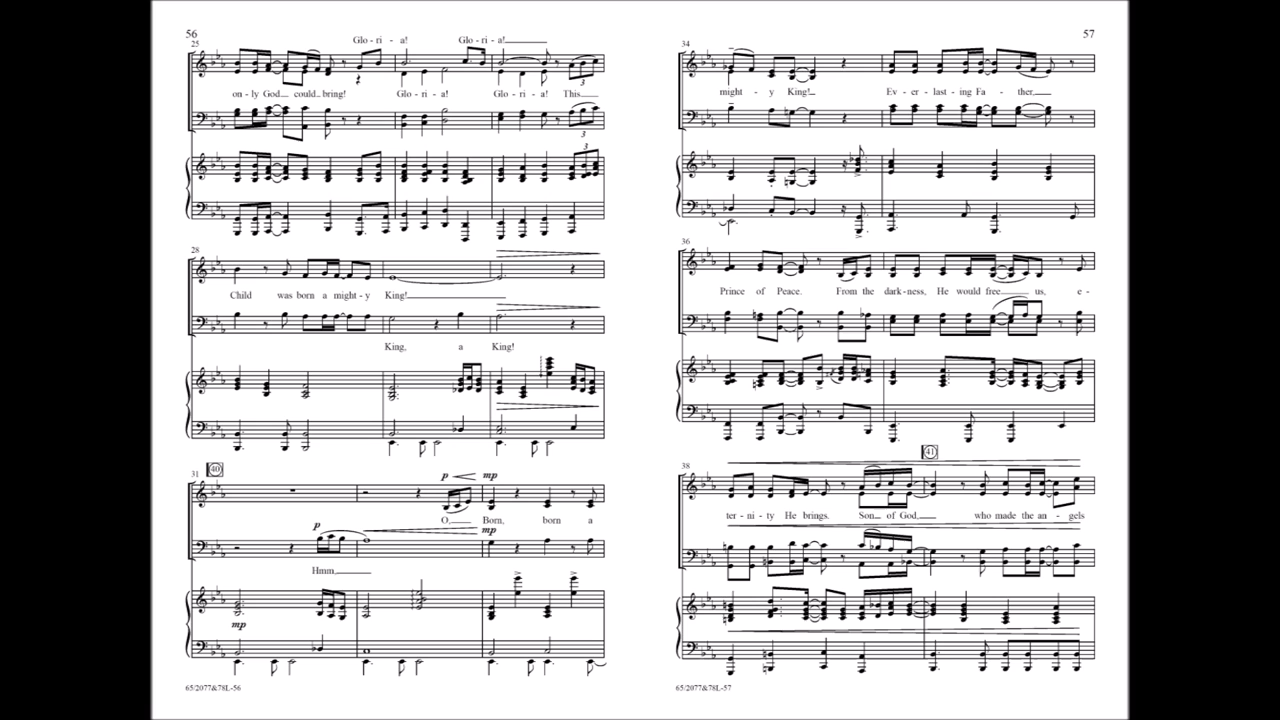 56
25
Glo - ri - a! Glo - ri - a!
on - ly God could bring! Glo - ri - a! Glo - ri - a! This
3
3
3
28
Child was born a might - y King!
King, a King!
31
40
p mp
O, Born, born a
p mp
Hmm,
mp
65/2077&78L-56
57
34
might - y King! Ev - er - last - ing Fa - ther,
36
Prince of Peace. From the dark - ness, He would free us, e -
41
38
ter - ni - ty He brings. Son of God, who made the an - gels
65/2077&78L-57